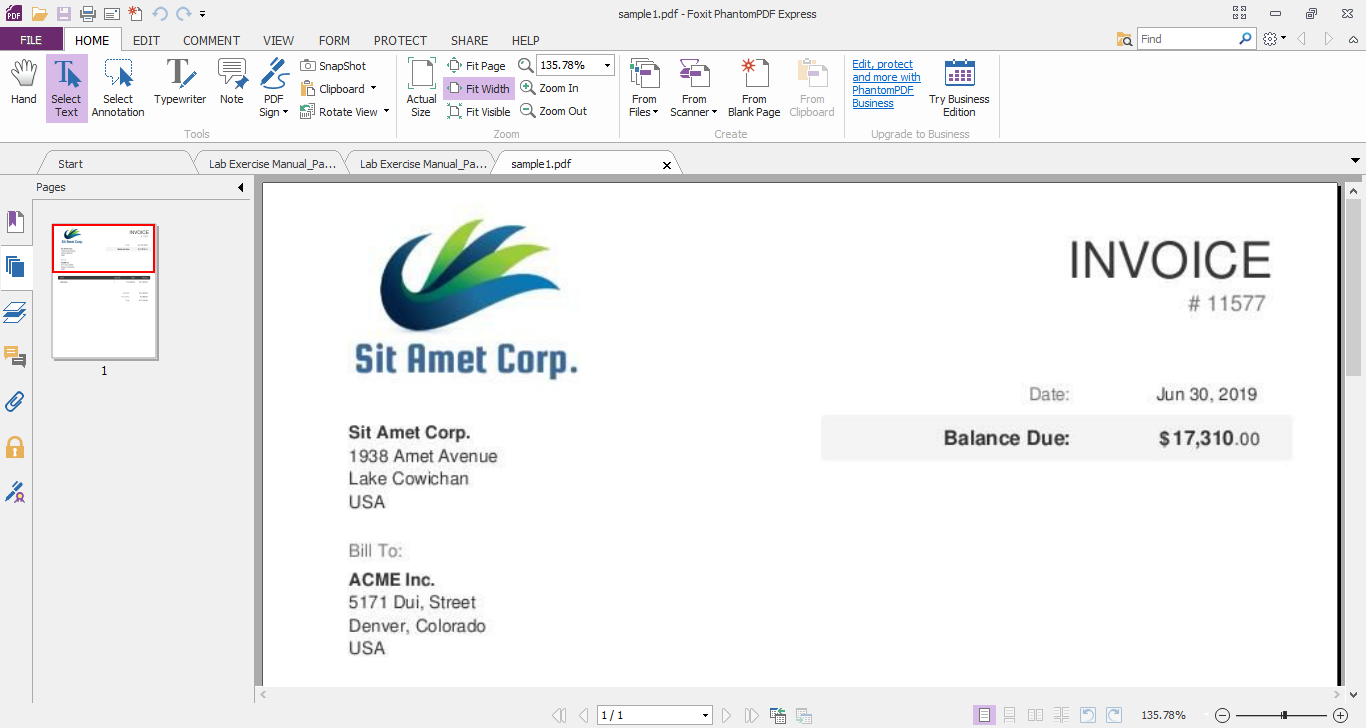 sample1.pdf - Foxit PhantomPDF Express
FILE HOME EDIT COMMENT VIEW FORM PROTECT SHARE HELP
Find
Hand
Select Text
Select Annotation
Typewriter
Note
PDF Sign
SnapShot
Clipboard
Rotate View
Tools
Actual Size
Fit Page
Fit Width
Fit Visible
135.78%
Zoom In
Zoom Out
Zoom
From Files
From Scanner
From Blank Page
From Clipboard
Create
Edit, protect
and more with
PhantomPDF
Business
Try Business Edition
Upgrade to Business
Start
Lab Exercise Manual_Pa...
Lab Exercise Manual_Pa...
sample1.pdf
Pages
1
Sit Amet Corp.
INVOICE
# 11577
Date: Jun 30, 2019
Balance Due: $17,310.00
Sit Amet Corp.
1938 Amet Avenue
Lake Cowichan
USA
Bill To:
ACME Inc.
5171 Dui, Street
Denver, Colorado
USA
1 / 1
135.78%